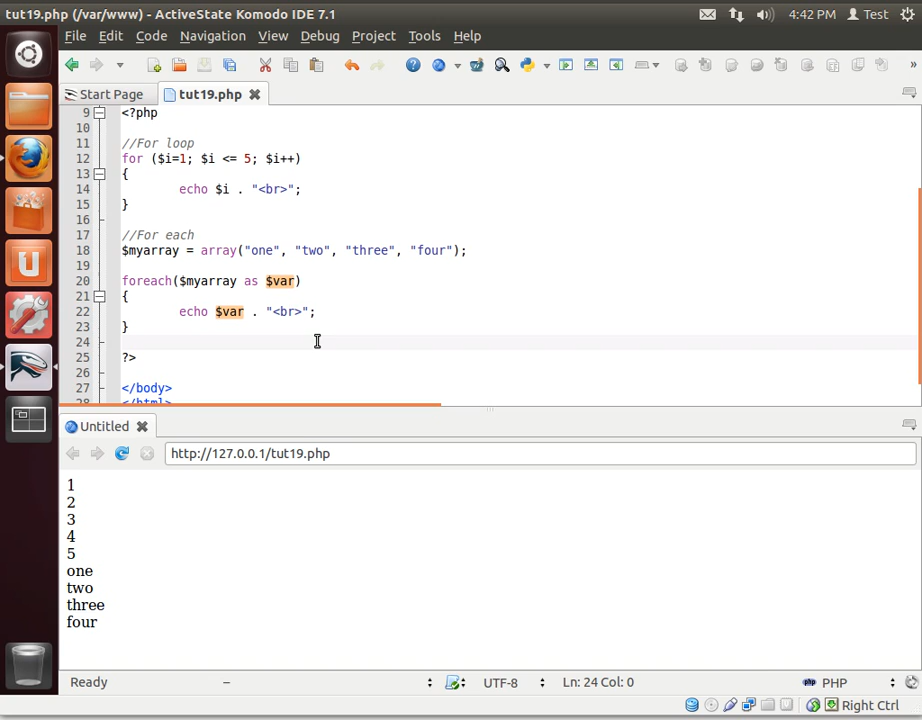 tut19.php (/var/www) - ActiveState Komodo IDE 7.1
4:42 PM Test
File Edit Code Navigation View Debug Project Tools Help
Start Page tut19.php
9 <?php
10
11 //For loop
12 for ($i=1; $i <= 5; $i++)
13 {
14 echo $i . "<br>";
15 }
16
17 //For each
18 $myarray = array("one", "two", "three", "four");
19
20 foreach($myarray as $var)
21 {
22 echo $var . "<br>";
23 }
24
25 ?>
26
27 </body>
28 </html>
Untitled
http://127.0.0.1/tut19.php
1
2
3
4
5
one
two
three
four
Ready – UTF-8 Ln: 24 Col: 0 php PHP
Right Ctrl